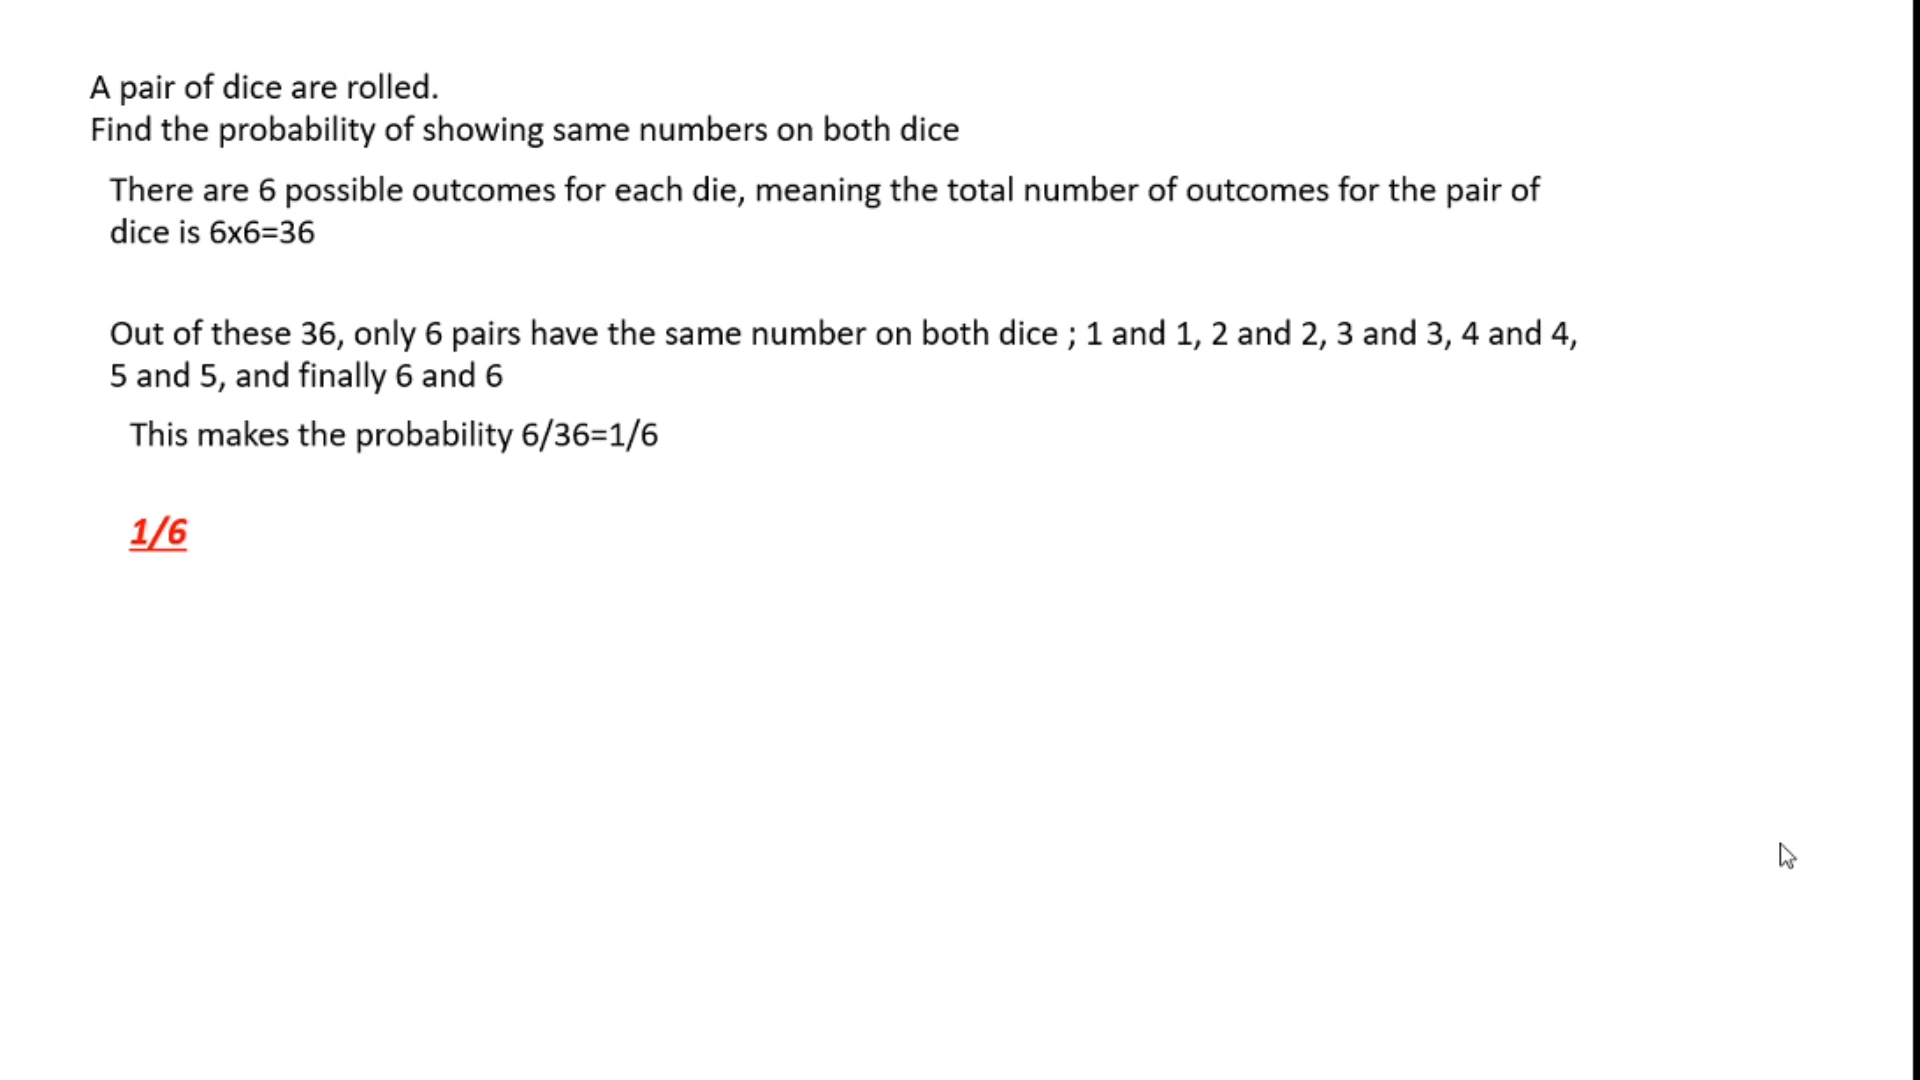 A pair of dice are rolled.
Find the probability of showing same numbers on both dice
There are 6 possible outcomes for each die, meaning the total number of outcomes for the pair of
dice is 6x6=36
Out of these 36, only 6 pairs have the same number on both dice ; 1 and 1, 2 and 2, 3 and 3, 4 and 4,
5 and 5, and finally 6 and 6
This makes the probability 6/36=1/6
1/6